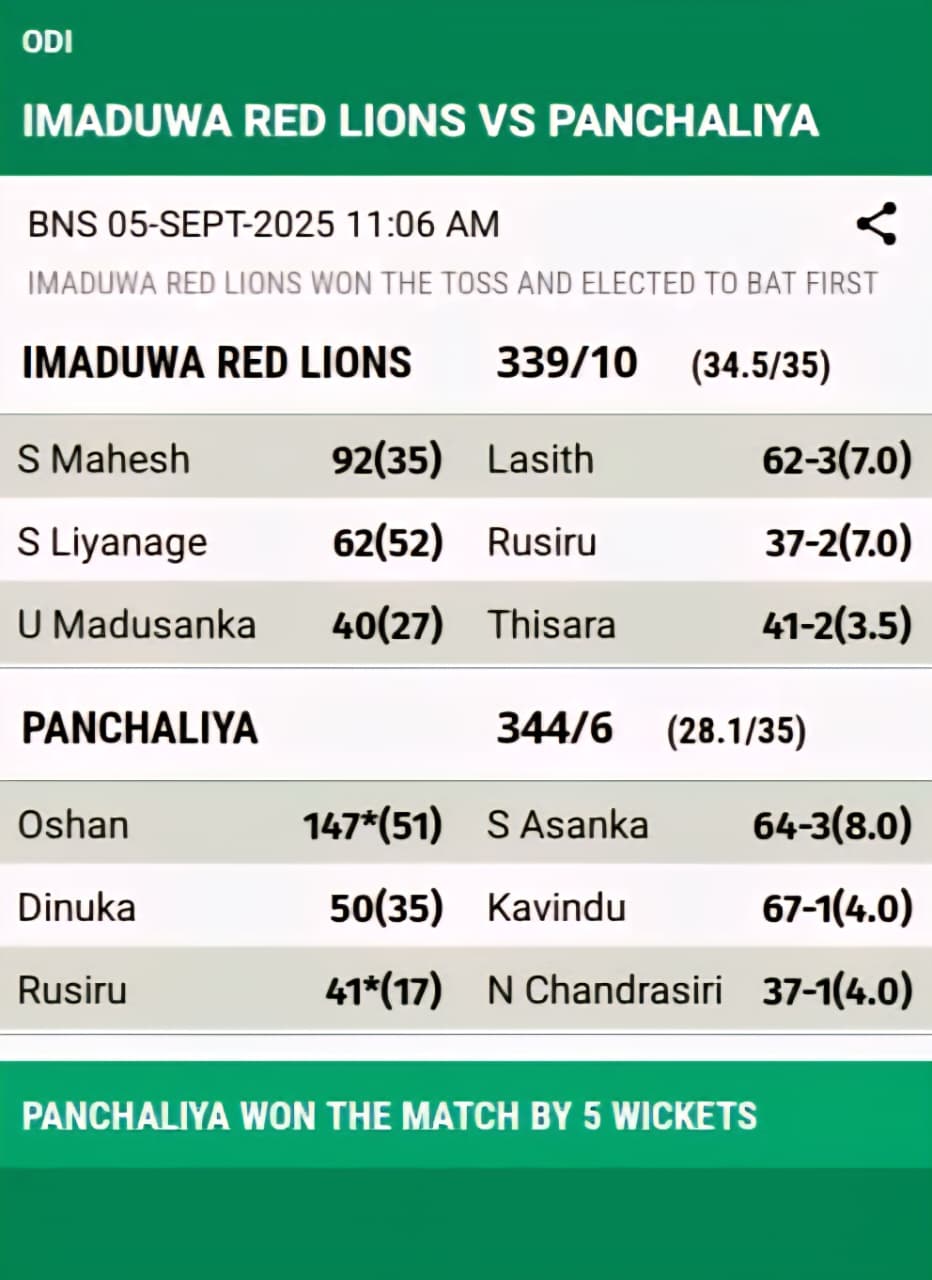 ODI
IMADUWA RED LIONS VS PANCHALIYA
BNS 05-SEPT-2025 11:06 AM
IMADUWA RED LIONS WON THE TOSS AND ELECTED TO BAT FIRST
IMADUWA RED LIONS 339/10 (34.5/35)
S Mahesh 92(35) Lasith 62-3(7.0)
S Liyanage 62(52) Rusiru 37-2(7.0)
U Madusanka 40(27) Thisara 41-2(3.5)
PANCHALIYA 344/6 (28.1/35)
Oshan 147*(51) S Asanka 64-3(8.0)
Dinuka 50(35) Kavindu 67-1(4.0)
Rusiru 41*(17) N Chandrasiri 37-1(4.0)
PANCHALIYA WON THE MATCH BY 5 WICKETS